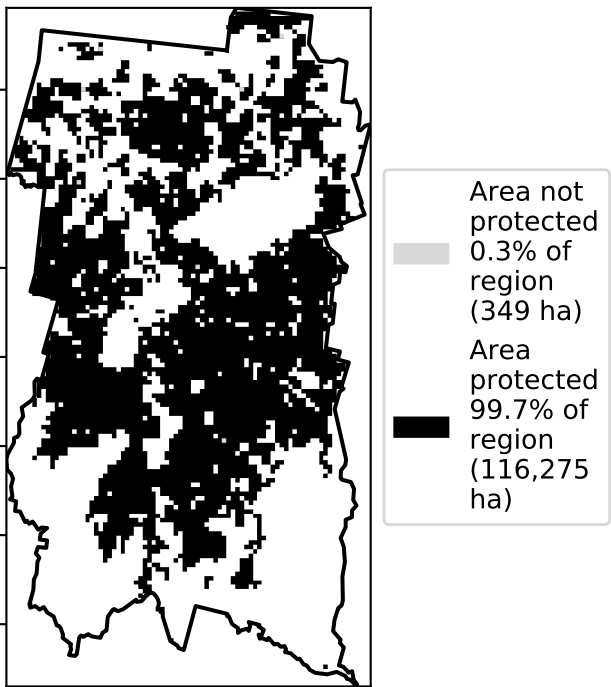 Area not
protected
0.3% of
region
(349 ha)
Area
protected
99.7% of
region
(116,275
ha)